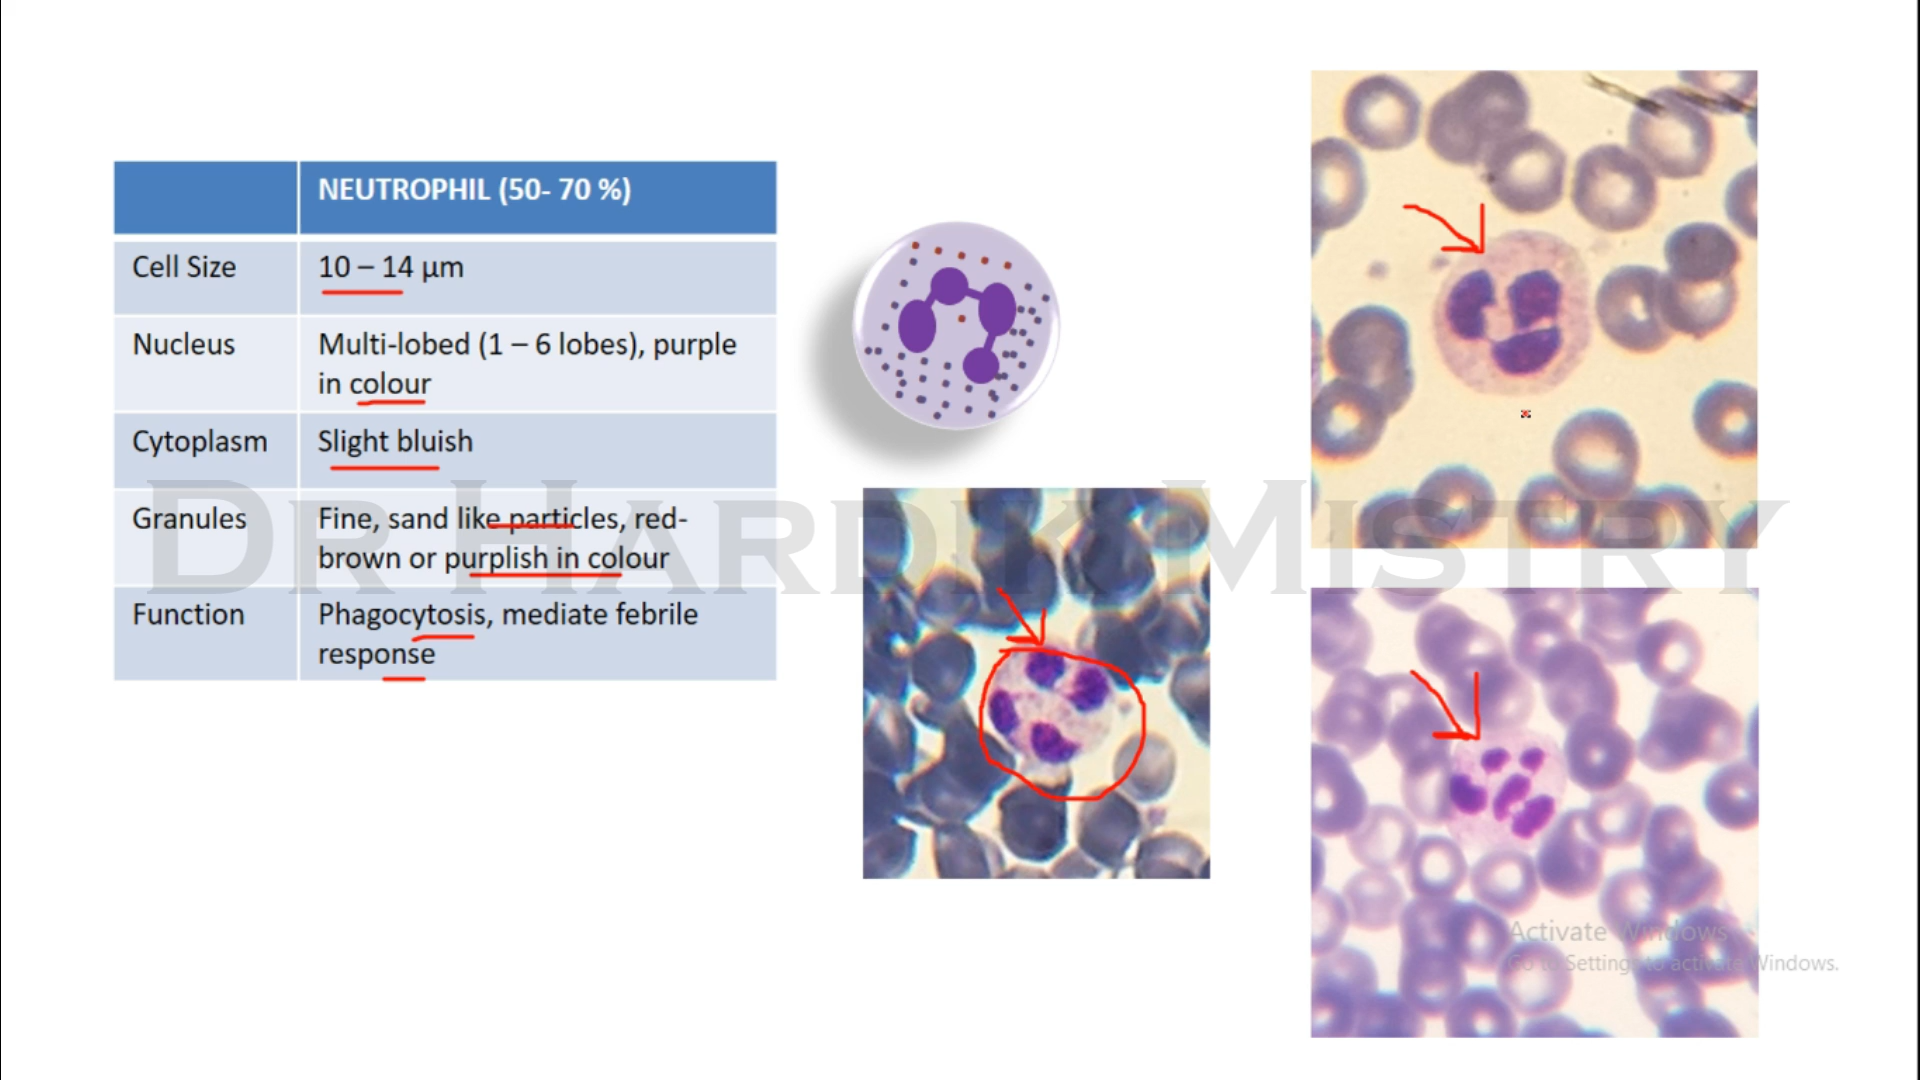 NEUTROPHIL (50- 70 %)
Cell Size
10 – 14 µm
Nucleus
Multi-lobed (1 – 6 lobes), purple
in colour
Cytoplasm
Slight bluish
Granules
Fine, sand like particles, red-
brown or purplish in colour
Function
Phagocytosis, mediate febrile
response
DR HARDIK MISTRY
Activate Windows
Go to Settings to activate Windows.